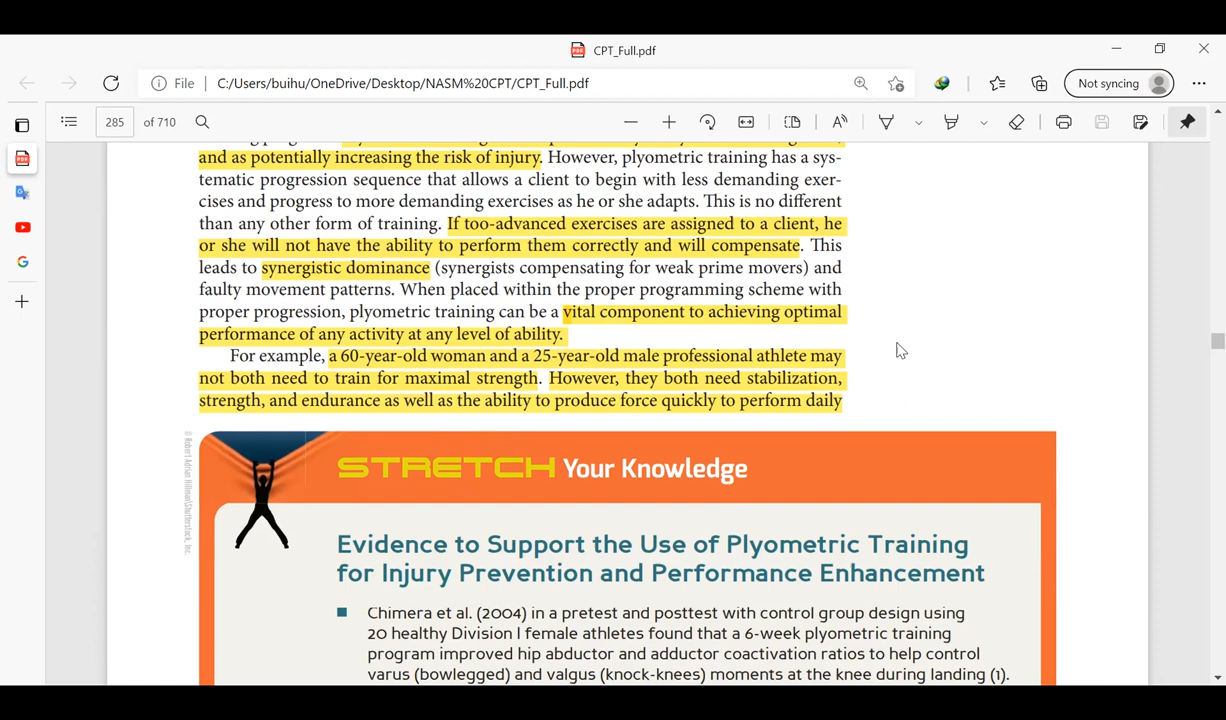 CPT_Full.pdf
File C:/Users/buihu/OneDrive/Desktop/NASM%20CPT/CPT_Full.pdf
Not syncing
285 of 710
and as potentially increasing the risk of injury. However, plyometric training has a sys-
tematic progression sequence that allows a client to begin with less demanding exer-
cises and progress to more demanding exercises as he or she adapts. This is no different
than any other form of training. If too-advanced exercises are assigned to a client, he
or she will not have the ability to perform them correctly and will compensate. This
leads to synergistic dominance (synergists compensating for weak prime movers) and
faulty movement patterns. When placed within the proper programming scheme with
proper progression, plyometric training can be a vital component to achieving optimal
performance of any activity at any level of ability.
For example, a 60-year-old woman and a 25-year-old male professional athlete may
not both need to train for maximal strength. However, they both need stabilization,
strength, and endurance as well as the ability to produce force quickly to perform daily
© Robert Adrian Hillman/Shutterstock, Inc.
STRETCH Your Knowledge
Evidence to Support the Use of Plyometric Training
for Injury Prevention and Performance Enhancement
Chimera et al. (2004) in a pretest and posttest with control group design using
20 healthy Division I female athletes found that a 6-week plyometric training
program improved hip abductor and adductor coactivation ratios to help control
varus (bowlegged) and valgus (knock-knees) moments at the knee during landing (1).